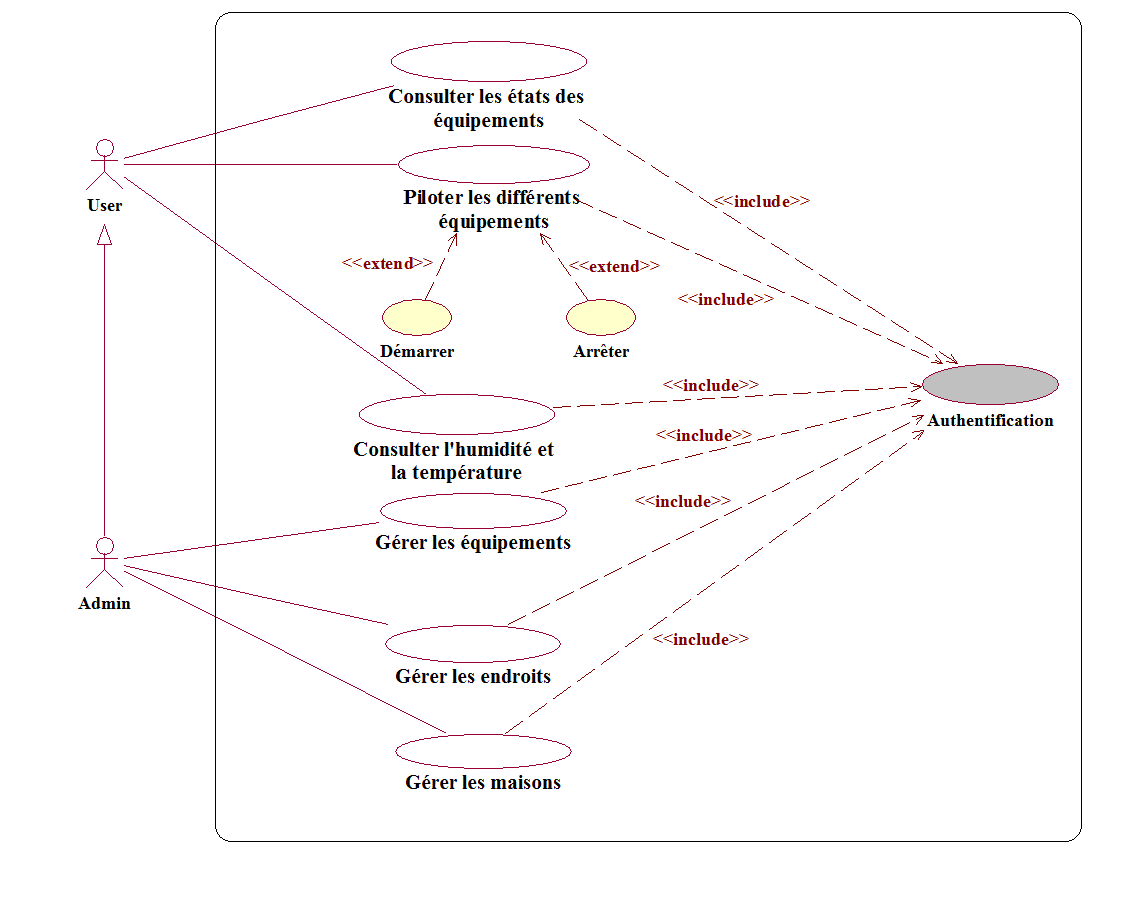 Consulter les états des
équipements
User
Piloter les différents
équipements
<<include>>
<<extend>>
<<extend>>
<<include>>
Démarrer
Arrêter
<<include>>
Authentification
Consulter l'humidité et
la température
<<include>>
<<include>>
Gérer les équipements
Admin
<<include>>
Gérer les endroits
Gérer les maisons